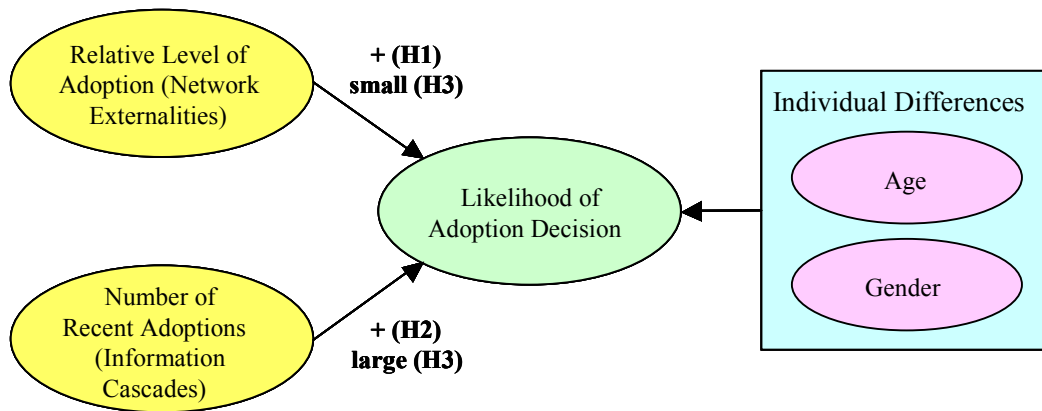 Relative Level of
Adoption (Network
Externalities)
+ (H1)
small (H3)
Individual Differences
Age
Likelihood of
Adoption Decision
Gender
Number of
Recent Adoptions
(Information
Cascades)
+ (H2)
large (H3)